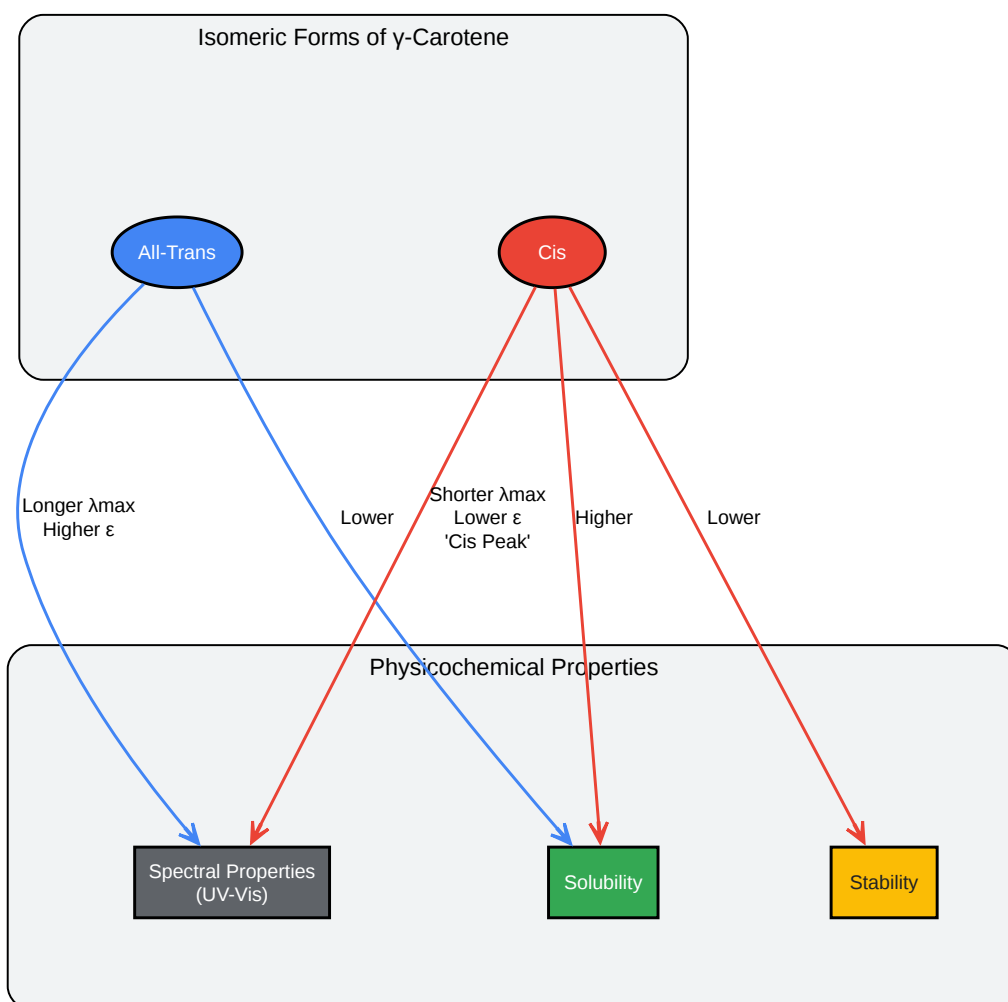 Isomeric Forms of γ-Carotene
All-Trans
Cis
Longer λmax
Higher ε
Lower
Shorter λmax
Lower ε
'Cis Peak'
Higher
Lower
Physicochemical Properties
Spectral Properties
(UV-Vis)
Solubility
Stability